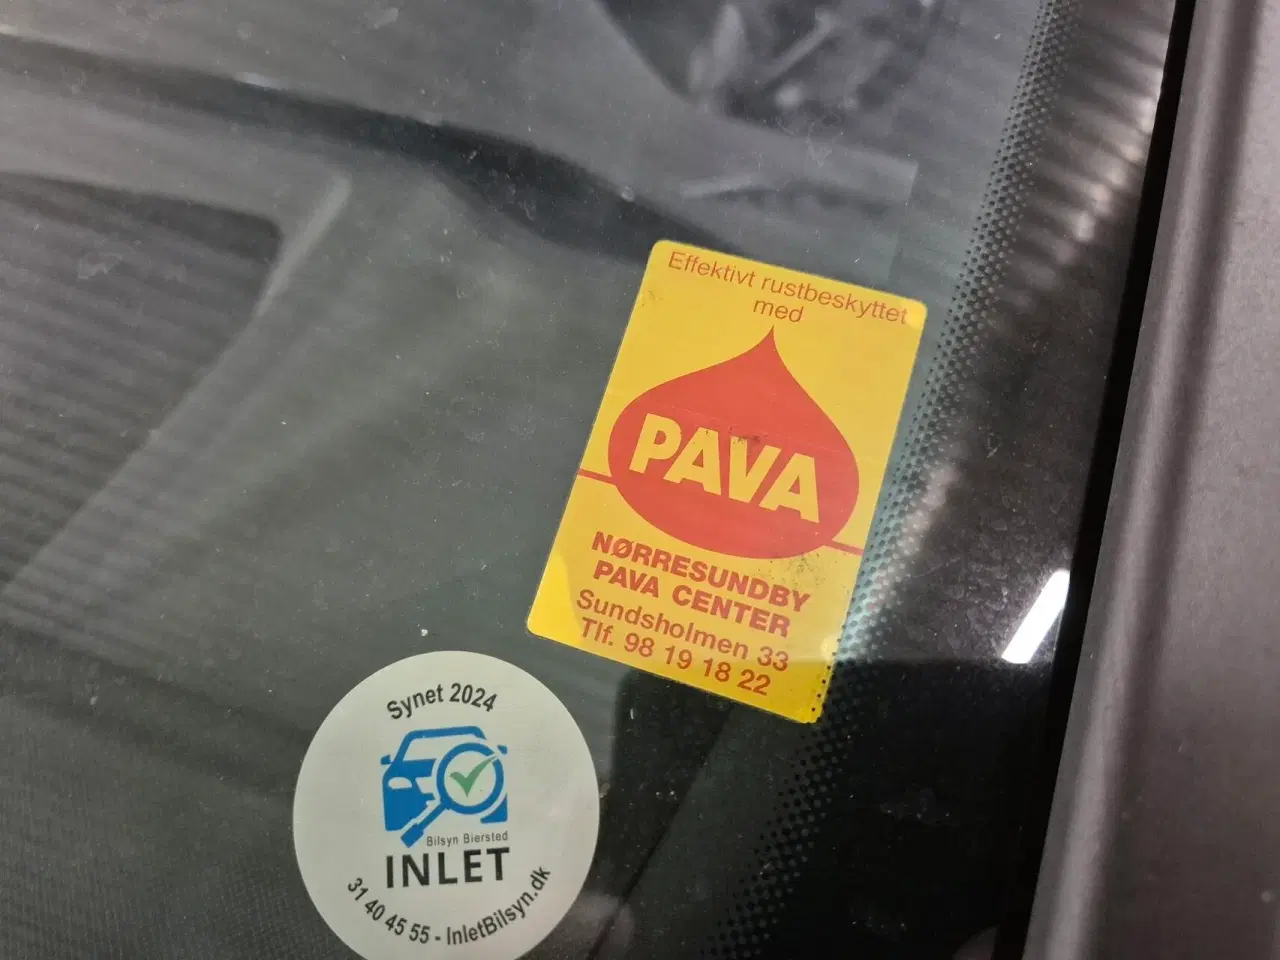 Effektivt rustbeskyttet
med
PAVA
NØRRESUNDBY
PAVA CENTER
Sundsholmen 33
Tlf. 98 19 18 22
Synet 2024
Bilsyn Biersted
INLET
31 40 45 55 - InletBilsyn.dk